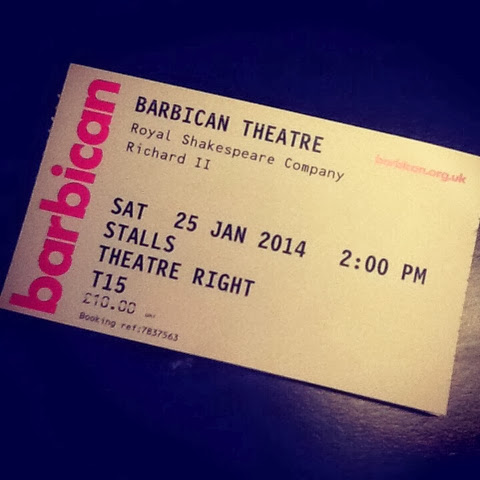 barbican
BARBICAN THEATRE
Royal Shakespeare Company
Richard II
barbican.org.uk
SAT 25 JAN 2014 2:00 PM
STALLS
THEATRE RIGHT
T15
£10.00
Booking ref:7837563